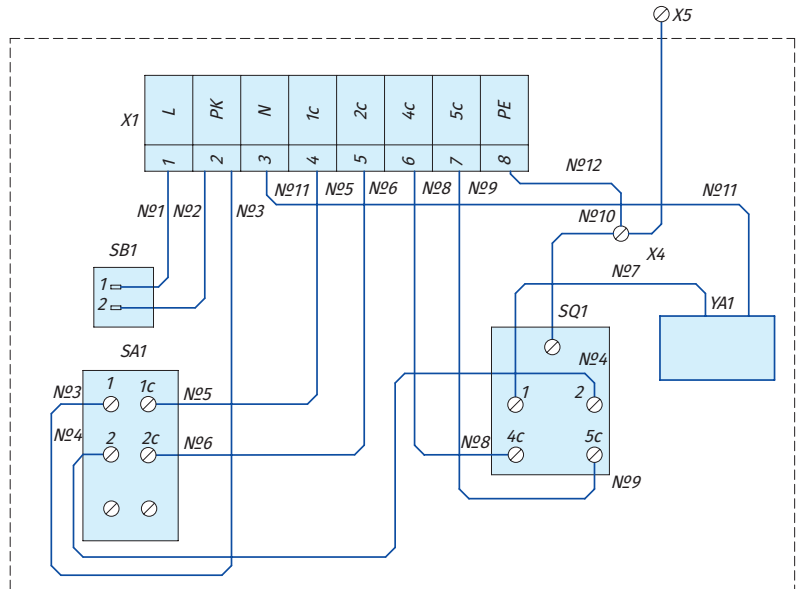 X5
X1
L PK N 1c 2c 4c 5c PE
1 2 3 4 5 6 7 8
№12
№1 №2 №3 №11 №5 №6 №8 №9 №11
№10
X4
SB1
№7
1
2
YA1
SQ1
SA1
№4
№3 1 1c №5 1 2
№4 2 2c №6 №8 4c 5c
№9